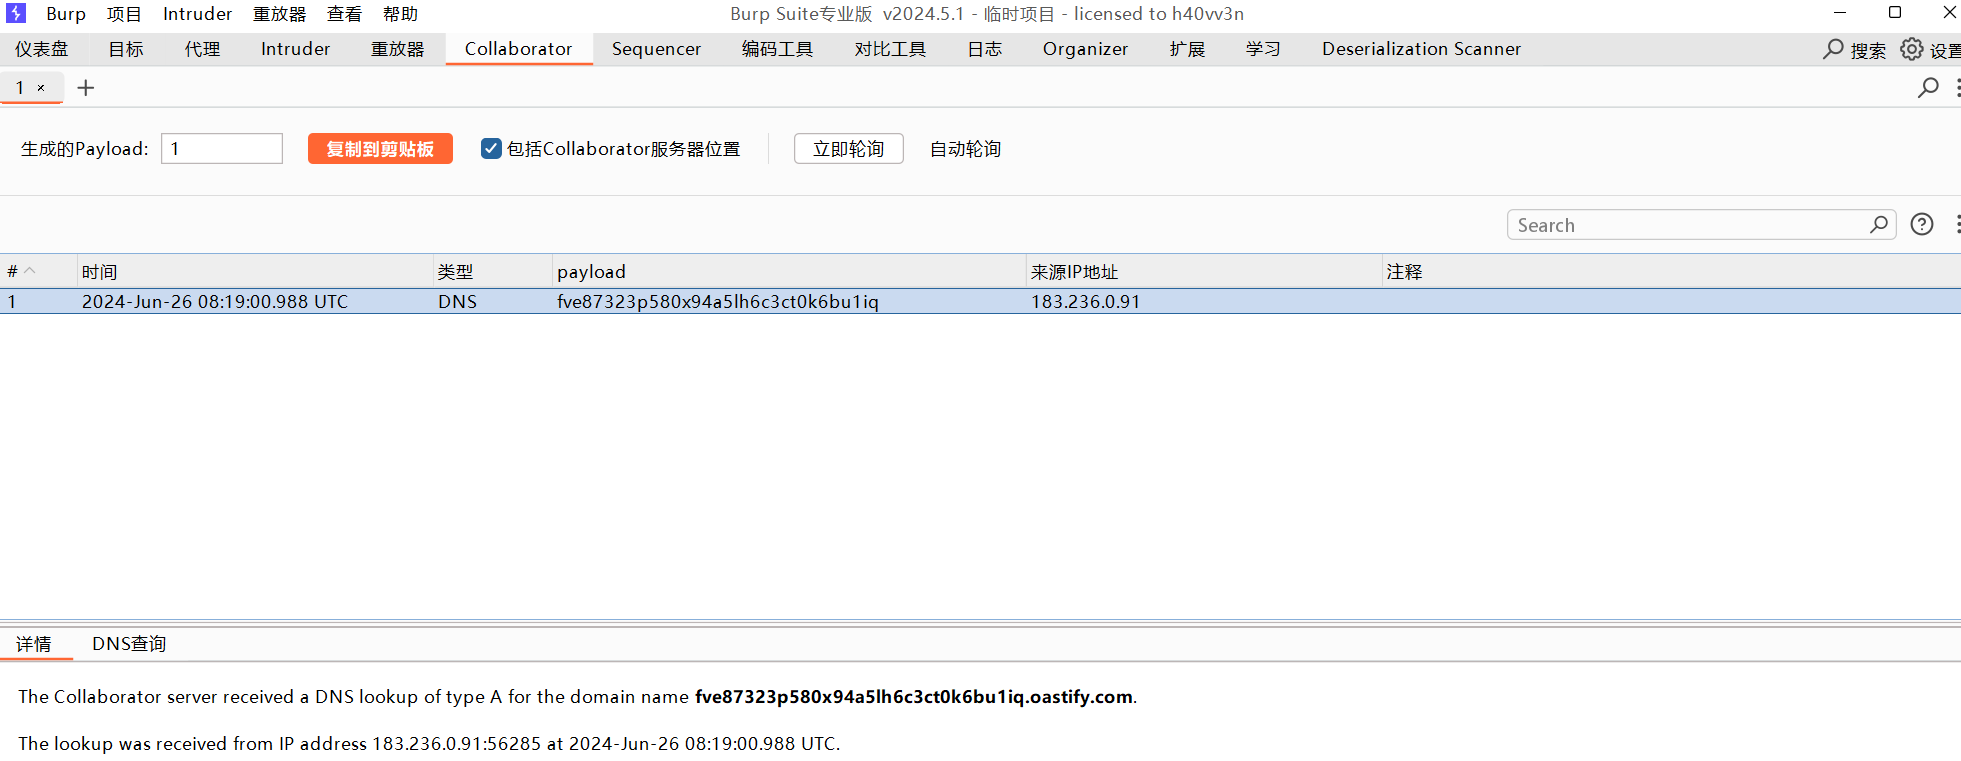 Burp 项目 Intruder 重放器 查看 帮助 Burp Suite专业版 v2024.5.1 - 临时项目 - licensed to h40vv3n
仪表盘 目标 代理 Intruder 重放器 Collaborator Sequencer 编码工具 对比工具 日志 Organizer 扩展 学习 Deserialization Scanner 搜索 设置
1 × +
生成的Payload: 1 复制到剪贴板 包括Collaborator服务器位置 立即轮询 自动轮询
Search
# 时间 类型 payload 来源IP地址 注释
1 2024-Jun-26 08:19:00.988 UTC DNS fve87323p580x94a5lh6c3ct0k6bu1iq 183.236.0.91
详情 DNS查询
The Collaborator server received a DNS lookup of type A for the domain name fve87323p580x94a5lh6c3ct0k6bu1iq.oastify.com.
The lookup was received from IP address 183.236.0.91:56285 at 2024-Jun-26 08:19:00.988 UTC.